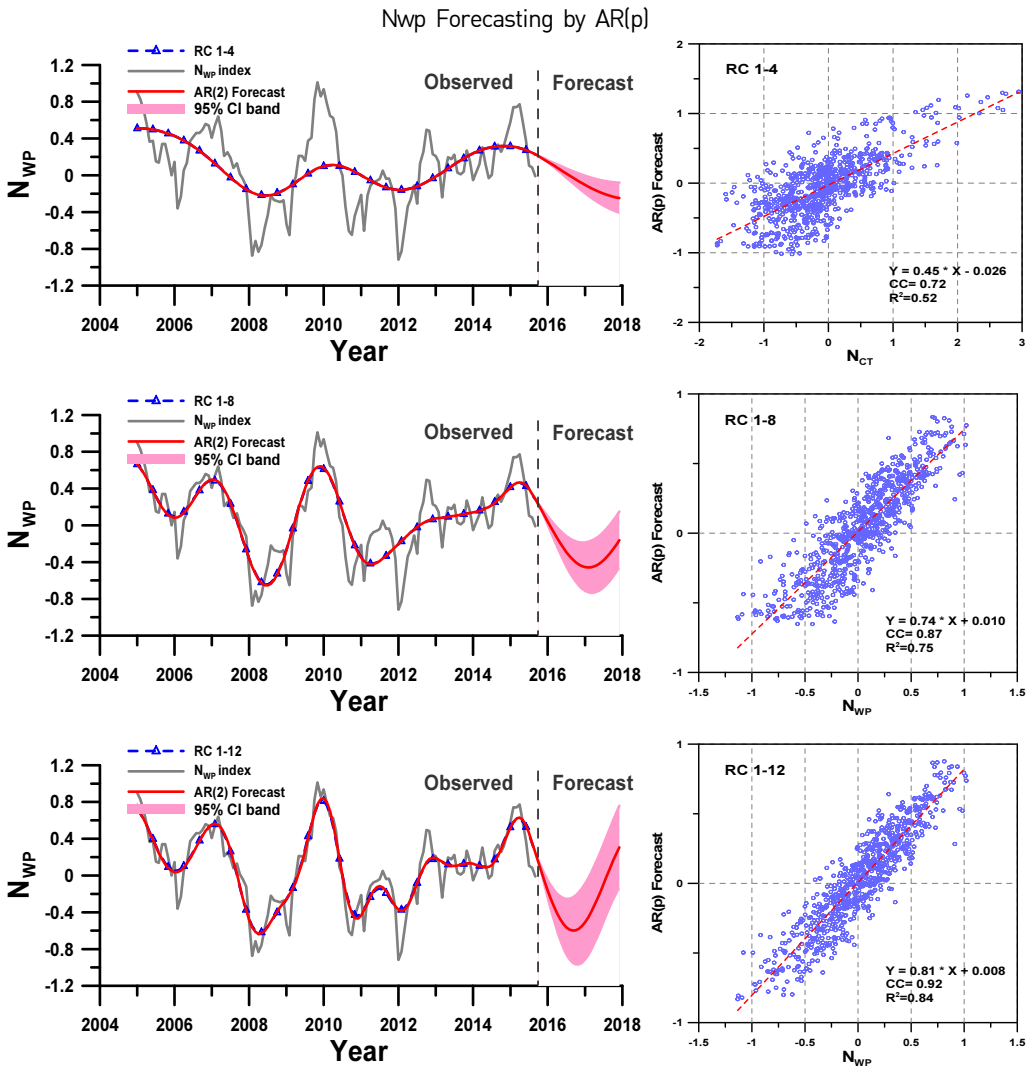 Nwp Forecasting by AR(p)
RC 1-4
NWP index
AR(2) Forecast
95% CI band
Observed
Forecast
1.2
0.8
0.4
0
-0.4
-0.8
-1.2
NWP
2004 2006 2008 2010 2012 2014 2016 2018
Year
RC 1-4
2
1
0
-1
-2
AR(p) Forecast
Y = 0.45 * X - 0.026
CC= 0.72
R²=0.52
-2 -1 0 1 2 3
NCT
RC 1-8
NWP index
AR(2) Forecast
95% CI band
Observed
Forecast
1.2
0.8
0.4
0
-0.4
-0.8
-1.2
NWP
2004 2006 2008 2010 2012 2014 2016 2018
Year
RC 1-8
1
0
-1
AR(p) Forecast
Y = 0.74 * X + 0.010
CC= 0.87
R²=0.75
-1.5 -1 -0.5 0 0.5 1 1.5
NWP
RC 1-12
NWP index
AR(2) Forecast
95% CI band
Observed
Forecast
1.2
0.8
0.4
0
-0.4
-0.8
-1.2
NWP
2004 2006 2008 2010 2012 2014 2016 2018
Year
RC 1-12
1
0
-1
AR(p) Forecast
Y = 0.81 * X + 0.008
CC= 0.92
R²=0.84
-1.5 -1 -0.5 0 0.5 1 1.5
NWP